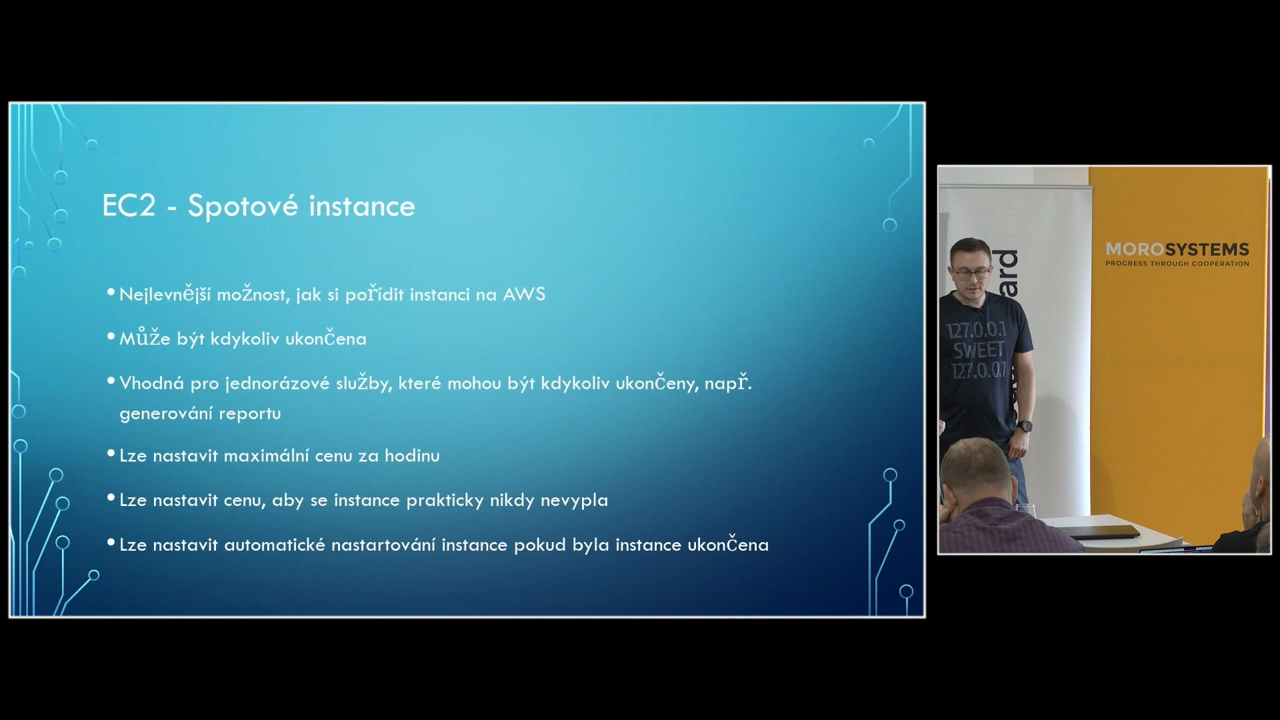 EC2 - Spotové instance
• Nejlevnější možnost, jak si pořídit instanci na AWS
• Může být kdykoliv ukončena
• Vhodná pro jednorázové služby, které mohou být kdykoliv ukončeny, např.
generování reportu
• Lze nastavit maximální cenu za hodinu
• Lze nastavit cenu, aby se instance prakticky nikdy nevypla
• Lze nastavit automatické nastartování instance pokud byla instance ukončena
MOROSYSTEMS
PROGRESS THROUGH COOPERATION
127.0.0.1
SWEET
127.0.0.1